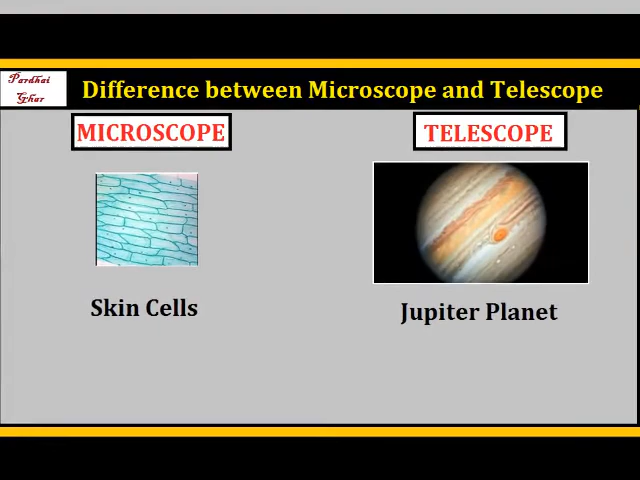 Pardhai
Ghar
Difference between Microscope and Telescope
MICROSCOPE
TELESCOPE
Skin Cells
Jupiter Planet